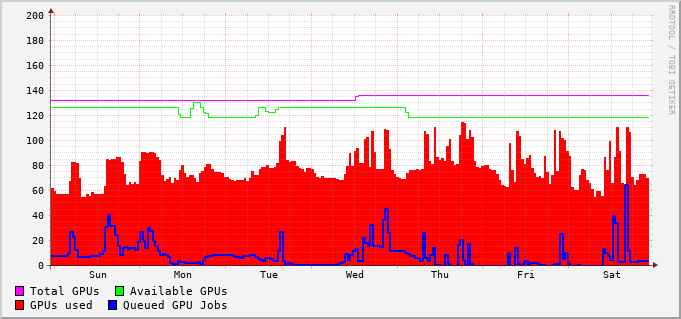 200
180
160
140
120
100
80
60
40
20
0
Sun Mon Tue Wed Thu Fri Sat
Total GPUs Available GPUs
GPUs used Queued GPU Jobs
RRDTOOL / TOBI OETIKER